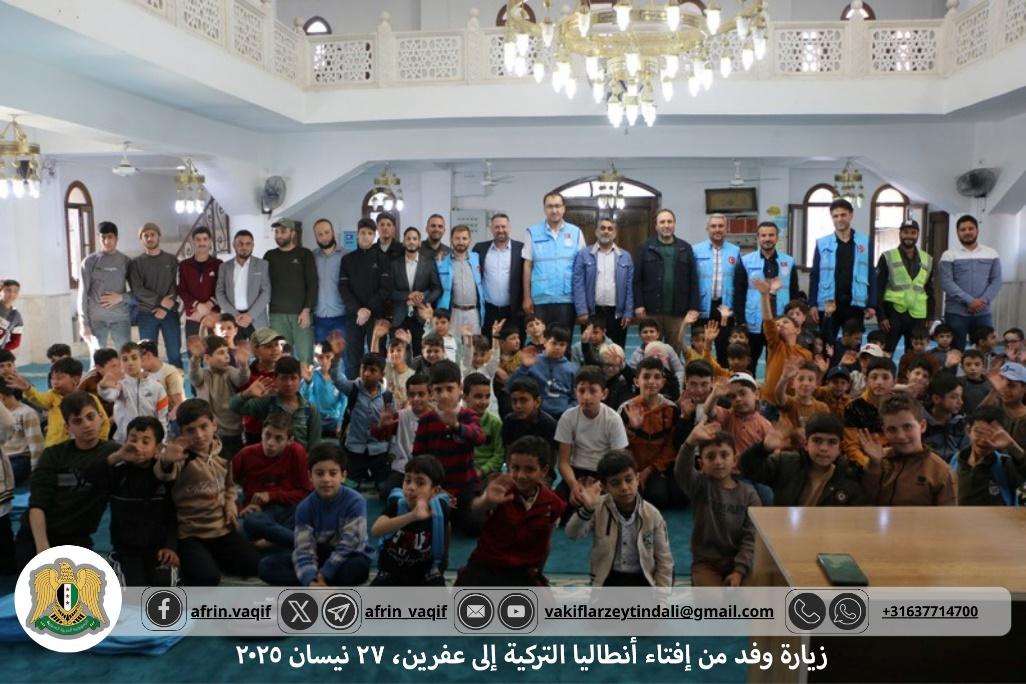 afrin.vaqif
afrin_vaqif
vakiflarzeytindali@gmail.com
+31637714700
زيارة وفد من إفتاء أنطاليا التركية إلى عفرين، ٢٧ نيسان ٢٠٢٥